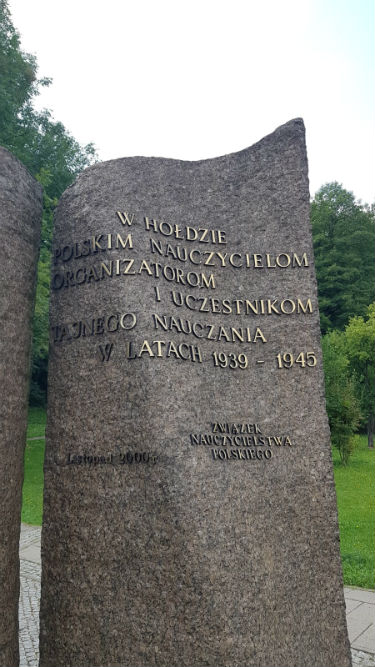 W HOŁDZIE
POLSKIM NAUCZYCIELOM
ORGANIZATOROM
I UCZESTNIKOM
TAJNEGO NAUCZANIA
W LATACH 1939 - 1945
ZWIĄZEK
NAUCZYCIELSTWA
POLSKIEGO
Listopad 2000 r.